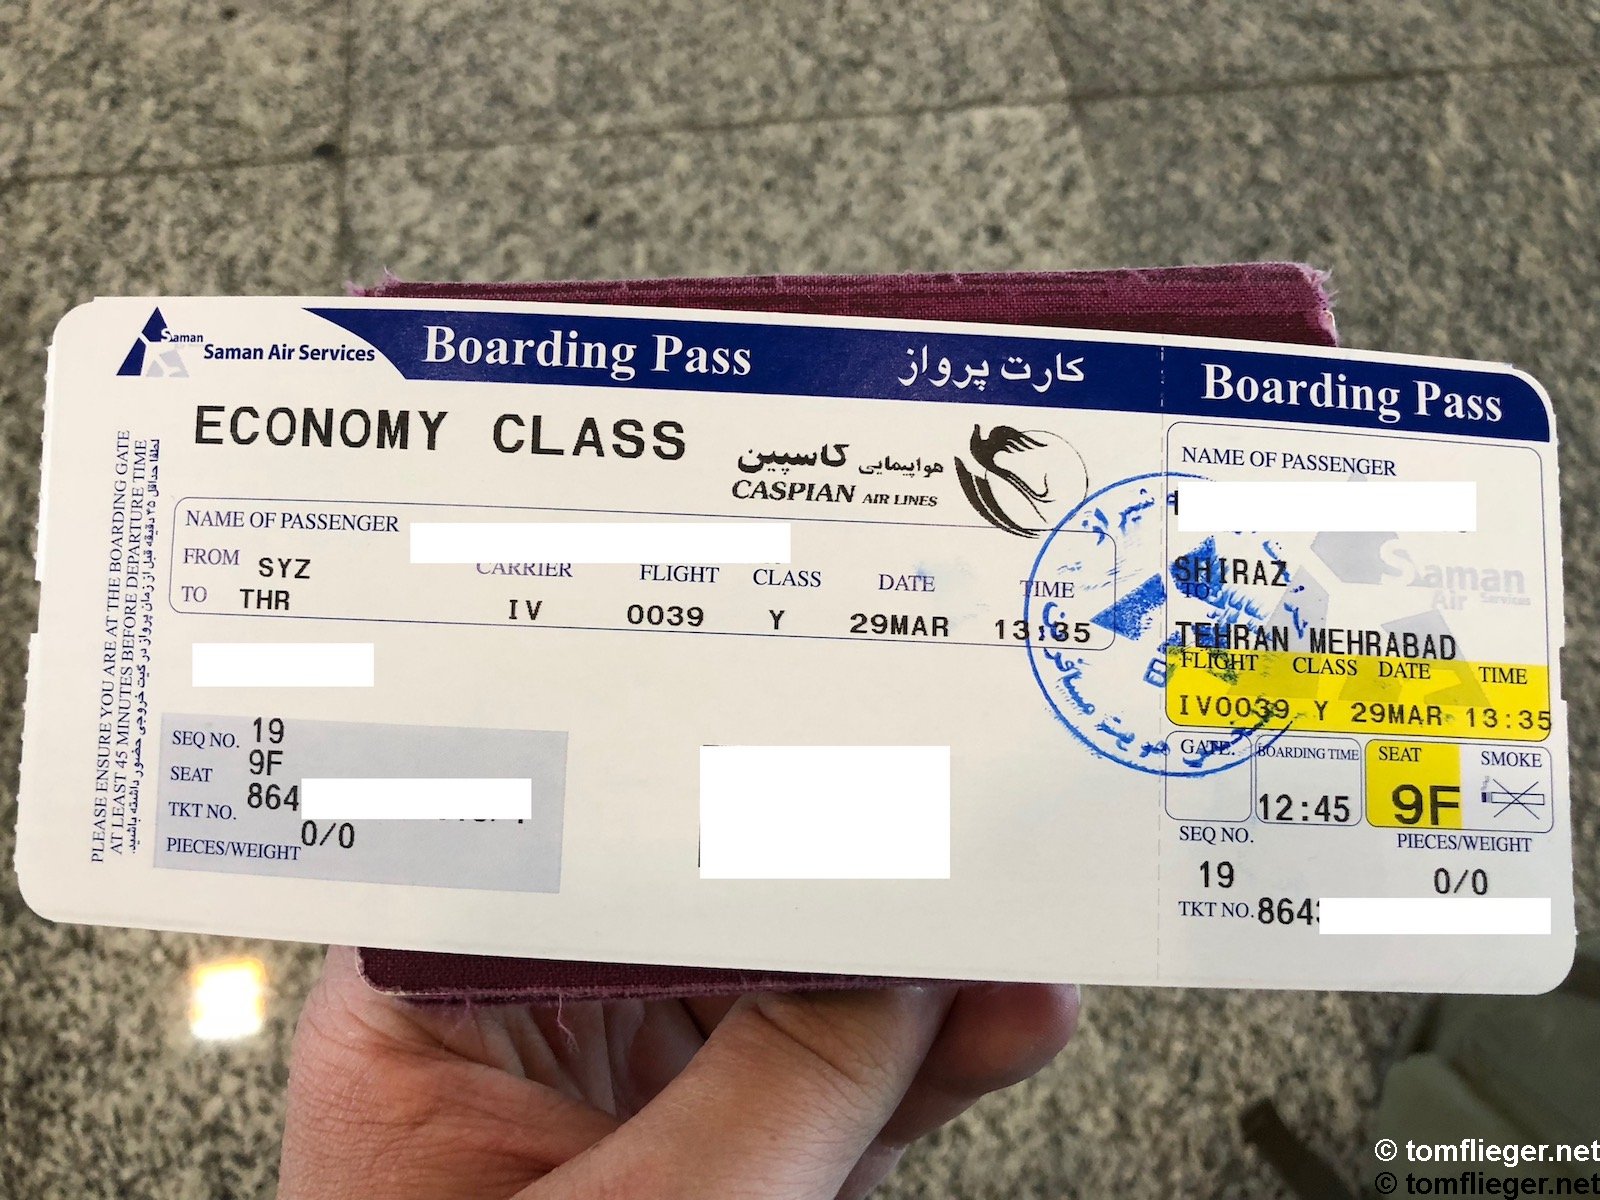 Saman
Saman Air Services
Boarding Pass
کارت پرواز
ECONOMY CLASS
هواپیمایی کاسپین
CASPIAN AIR LINES
PLEASE ENSURE YOU ARE AT THE BOARDING GATE
AT LEAST 45 MINUTES BEFORE DEPARTURE TIME
NAME OF PASSENGER
FROM SYZ
TO THR
CARRIER FLIGHT CLASS DATE TIME
IV 0039 Y 29MAR 13:35
SEQ NO. 19
SEAT 9F
TKT NO. 864
PIECES/WEIGHT 0/0
Boarding Pass
NAME OF PASSENGER
SHIRAZ
TO
TEHRAN MEHRABAD
Saman
Air Services
FLIGHT CLASS DATE TIME
IV0039 Y 29MAR 13:35
GATE. BOARDING TIME SEAT SMOKE
12:45 9F
SEQ NO. PIECES/WEIGHT
19 0/0
TKT NO. 864
© tomflieger.net
© tomflieger.net